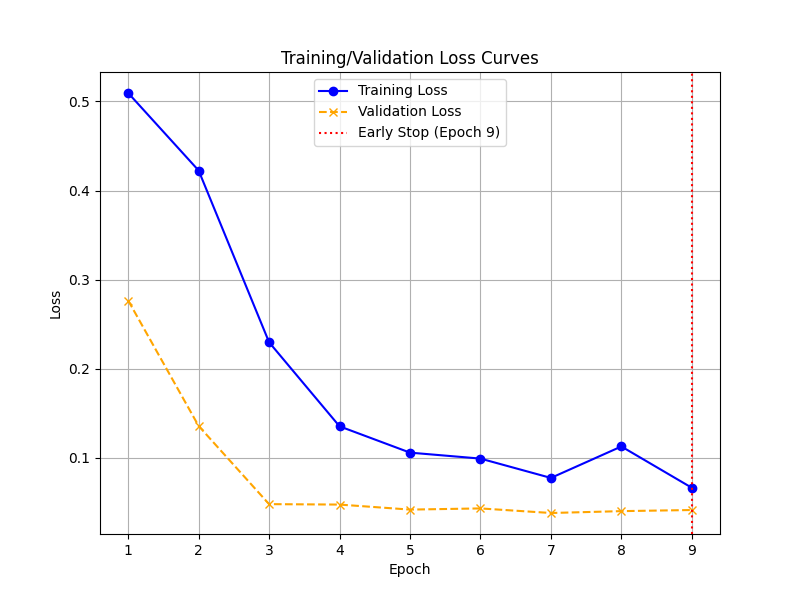 Training/Validation Loss Curves
Training Loss
Validation Loss
Early Stop (Epoch 9)
0.5
0.4
0.3
0.2
0.1
Loss
1 2 3 4 5 6 7 8 9
Epoch